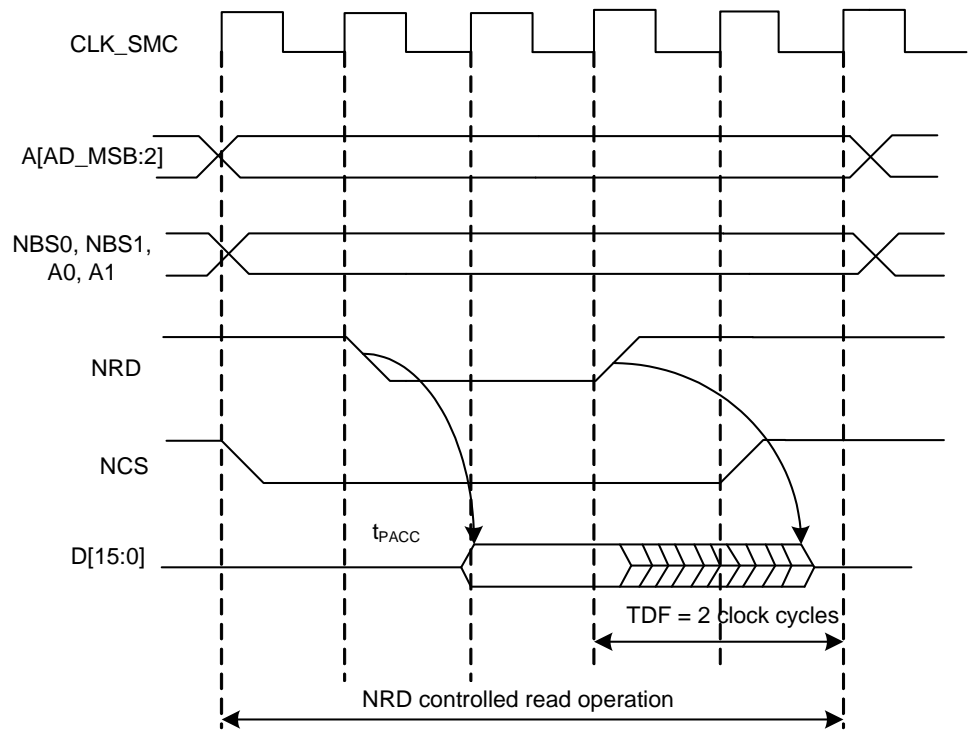 CLK_SMC
A[AD_MSB:2]
NBS0, NBS1,
A0, A1
NRD
NCS
tPACC
D[15:0]
TDF = 2 clock cycles
NRD controlled read operation